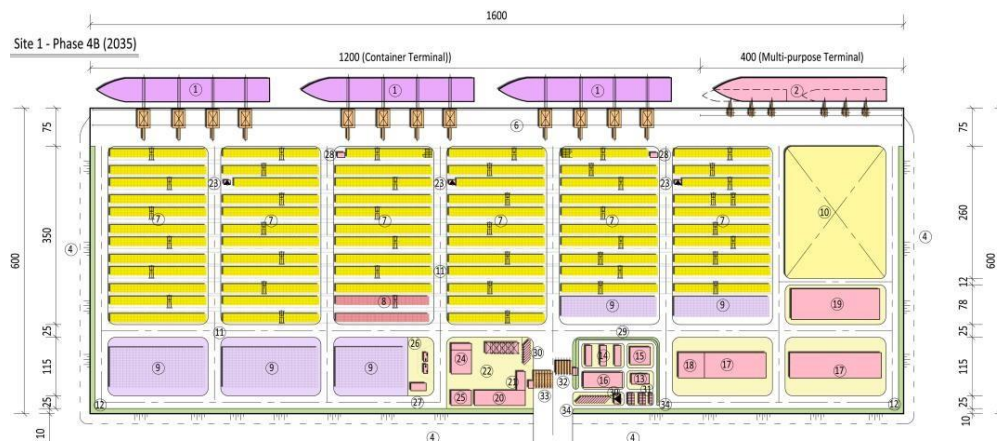 1600
Site 1 - Phase 4B (2035)
1200 (Container Terminal))
400 (Multi-purpose Terminal)
1 1 1 2
75 6 75
28 28
23 23 23
7 7 7 7 7 7
10
260
4 4
350
600 600
11
12
8 9 9 19 78
25 11 29 25
26 24 30 14 15
9 9 9 22 32 18 17 17
115 21 16 13 115
33 31
27 25 20
25 12 34 34 12 25
10 4 4 10